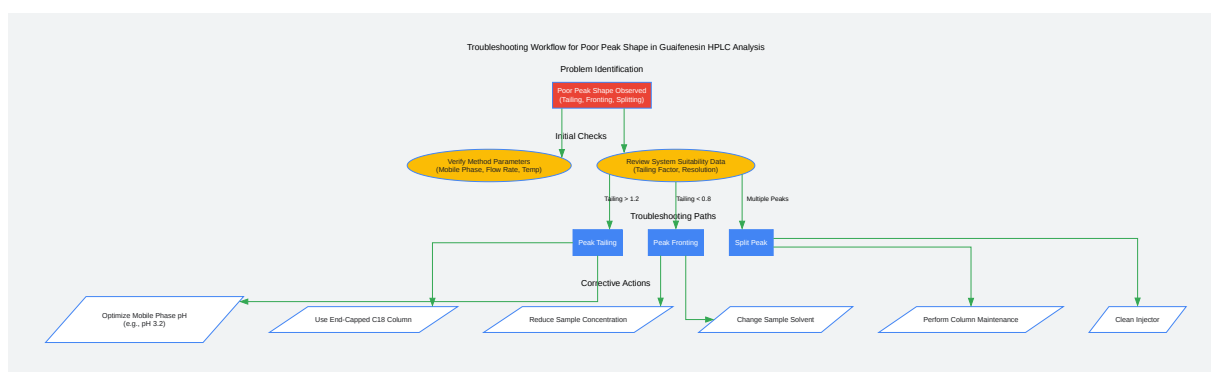 Troubleshooting Workflow for Poor Peak Shape in Guaifenesin HPLC Analysis
Problem Identification
Poor Peak Shape Observed
(Tailing, Fronting, Splitting)
Initial Checks
Verify Method Parameters
(Mobile Phase, Flow Rate, Temp)
Review System Suitability Data
(Tailing Factor, Resolution)
Tailing > 1.2
Tailing < 0.8
Multiple Peaks
Troubleshooting Paths
Peak Tailing
Peak Fronting
Split Peak
Corrective Actions
Optimize Mobile Phase pH
(e.g., pH 3.2)
Use End-Capped C18 Column
Reduce Sample Concentration
Change Sample Solvent
Perform Column Maintenance
Clean Injector